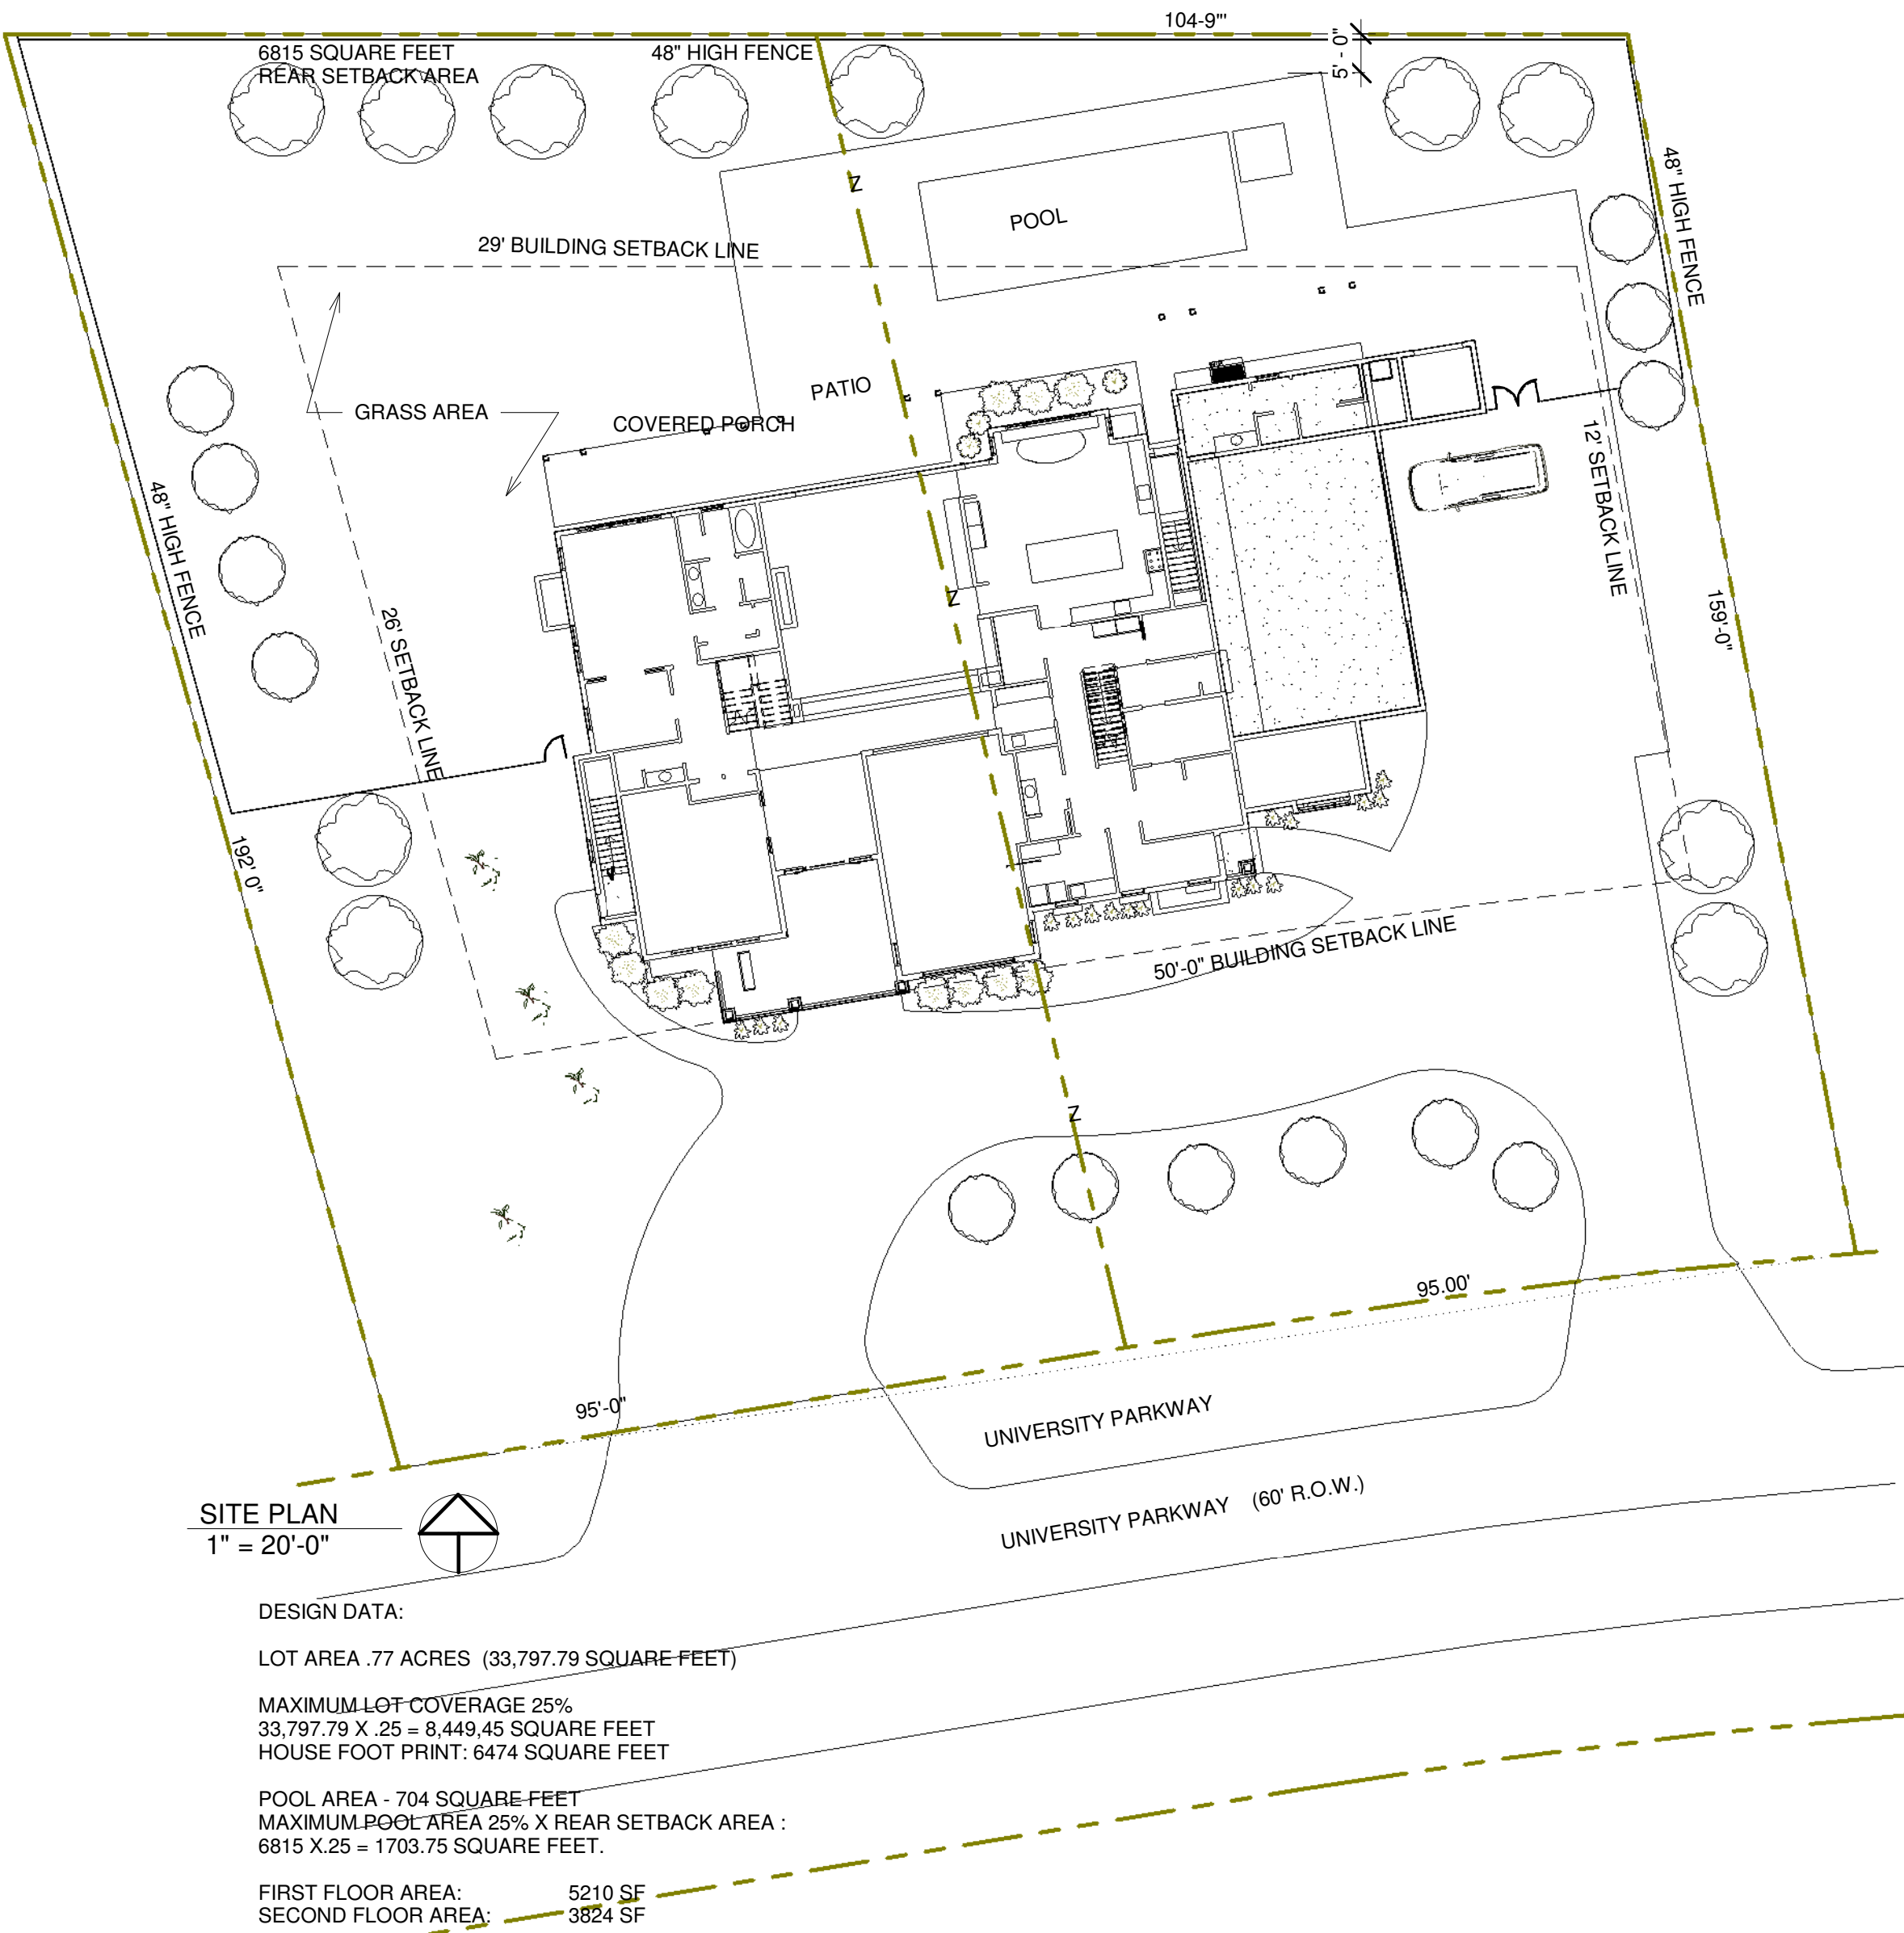 104-9"'
6815 SQUARE FEET
REAR SETBACK AREA
48" HIGH FENCE
5' - 0"
48" HIGH FENCE
Z
POOL
29' BUILDING SETBACK LINE
PATIO
GRASS AREA
COVERED PORCH
12' SETBACK LINE
48" HIGH FENCE
26' SETBACK LINE
Z
159'-0"
192' 0"
50'-0" BUILDING SETBACK LINE
Z
95.00'
95'-0"
UNIVERSITY PARKWAY
UNIVERSITY PARKWAY (60' R.O.W.)
SITE PLAN
1" = 20'-0"
DESIGN DATA:
LOT AREA .77 ACRES (33,797.79 SQUARE FEET)
MAXIMUM LOT COVERAGE 25%
33,797.79 X .25 = 8,449,45 SQUARE FEET
HOUSE FOOT PRINT: 6474 SQUARE FEET
POOL AREA - 704 SQUARE FEET
MAXIMUM POOL AREA 25% X REAR SETBACK AREA :
6815 X.25 = 1703.75 SQUARE FEET.
FIRST FLOOR AREA: 5210 SF
SECOND FLOOR AREA: 3824 SF